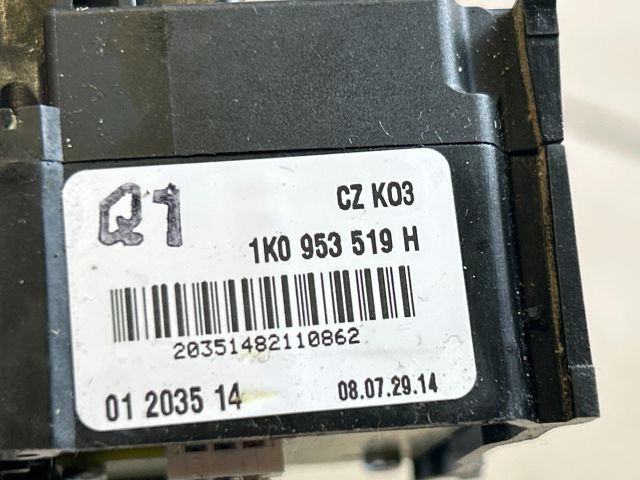 Q1
CZ K03
1K0 953 519 H
20351482110862
01 2035 14
08.07.29.14